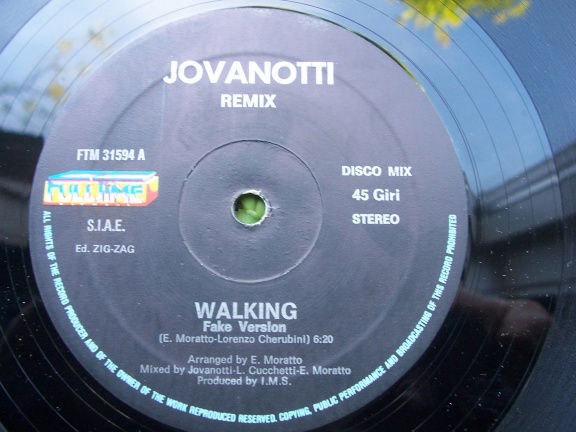 JOVANOTTI
REMIX
FTM 31594 A
FULLTIME
S.I.A.E.
Ed. ZIG-ZAG
DISCO MIX
45 Giri
STEREO
WALKING
Fake Version
(E. Moratto-Lorenzo Cherubini) 6:20
Arranged by E. Moratto
Mixed by Jovanotti-L. Cucchetti-E. Moratto
Produced by I.M.S.
ALL RIGHTS OF THE RECORD PRODUCER AND OF THE OWNER OF THE WORK REPRODUCED RESERVED. COPYING, PUBLIC PERFORMANCE AND BROADCASTING OF THIS RECORD PROHIBITED